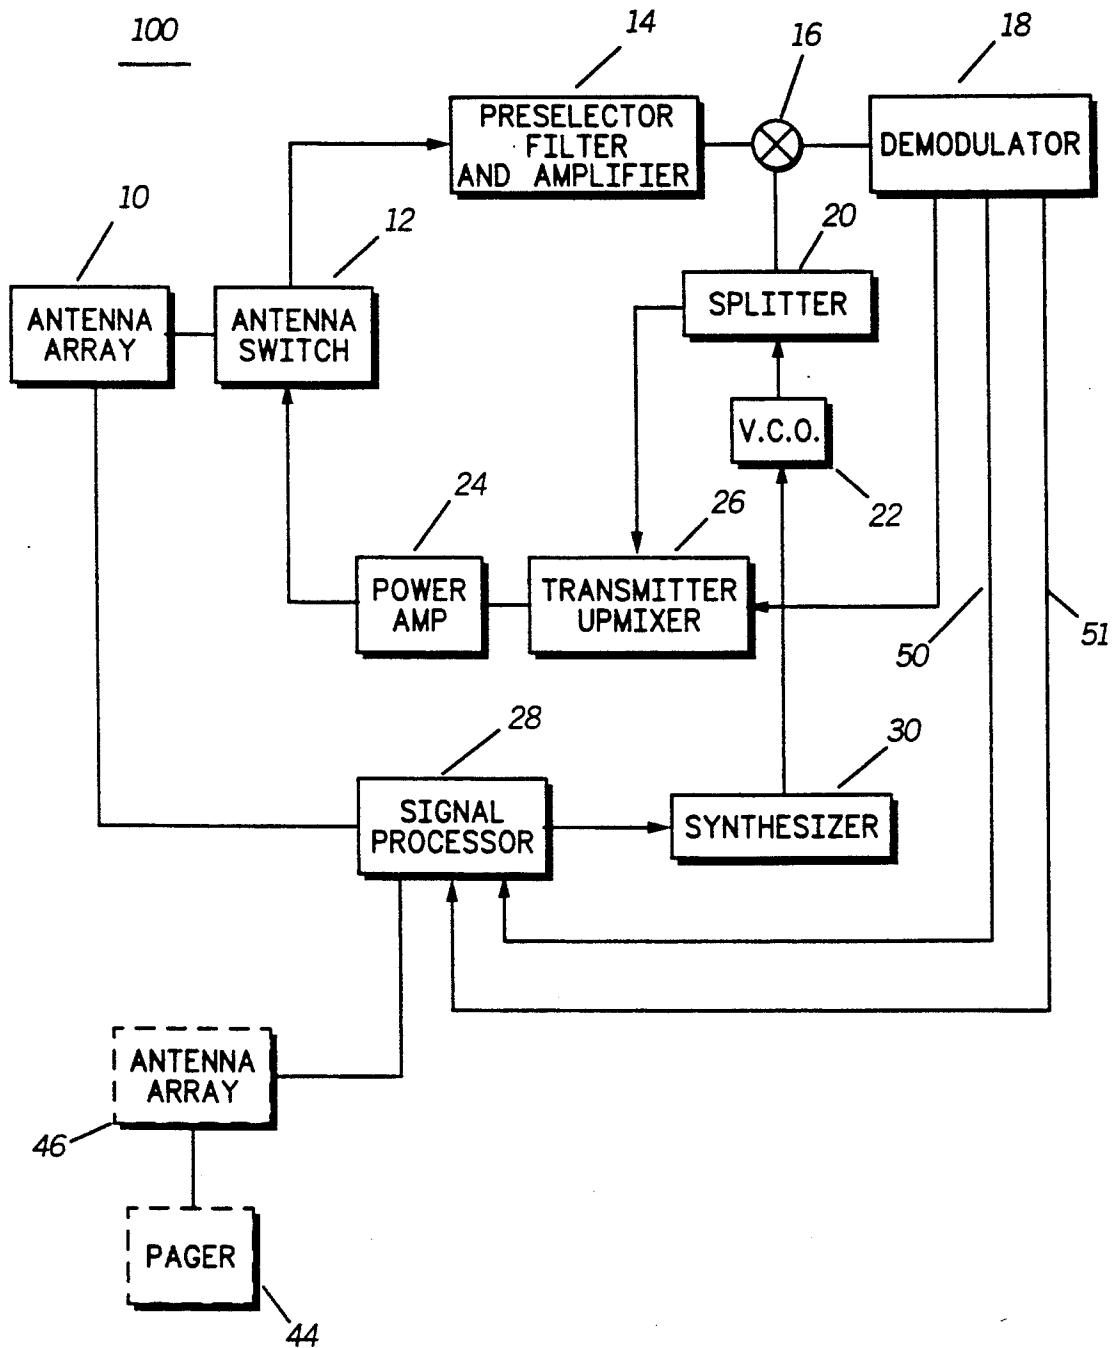 100
14
16
18
PRESELECTOR
FILTER
AND AMPLIFIER
DEMODULATOR
10
12
20
ANTENNA
ARRAY
ANTENNA
SWITCH
SPLITTER
V.C.O.
22
24
26
POWER
AMP
TRANSMITTER
UPMIXER
50
51
28
30
SIGNAL
PROCESSOR
SYNTHESIZER
ANTENNA
ARRAY
46
PAGER
44